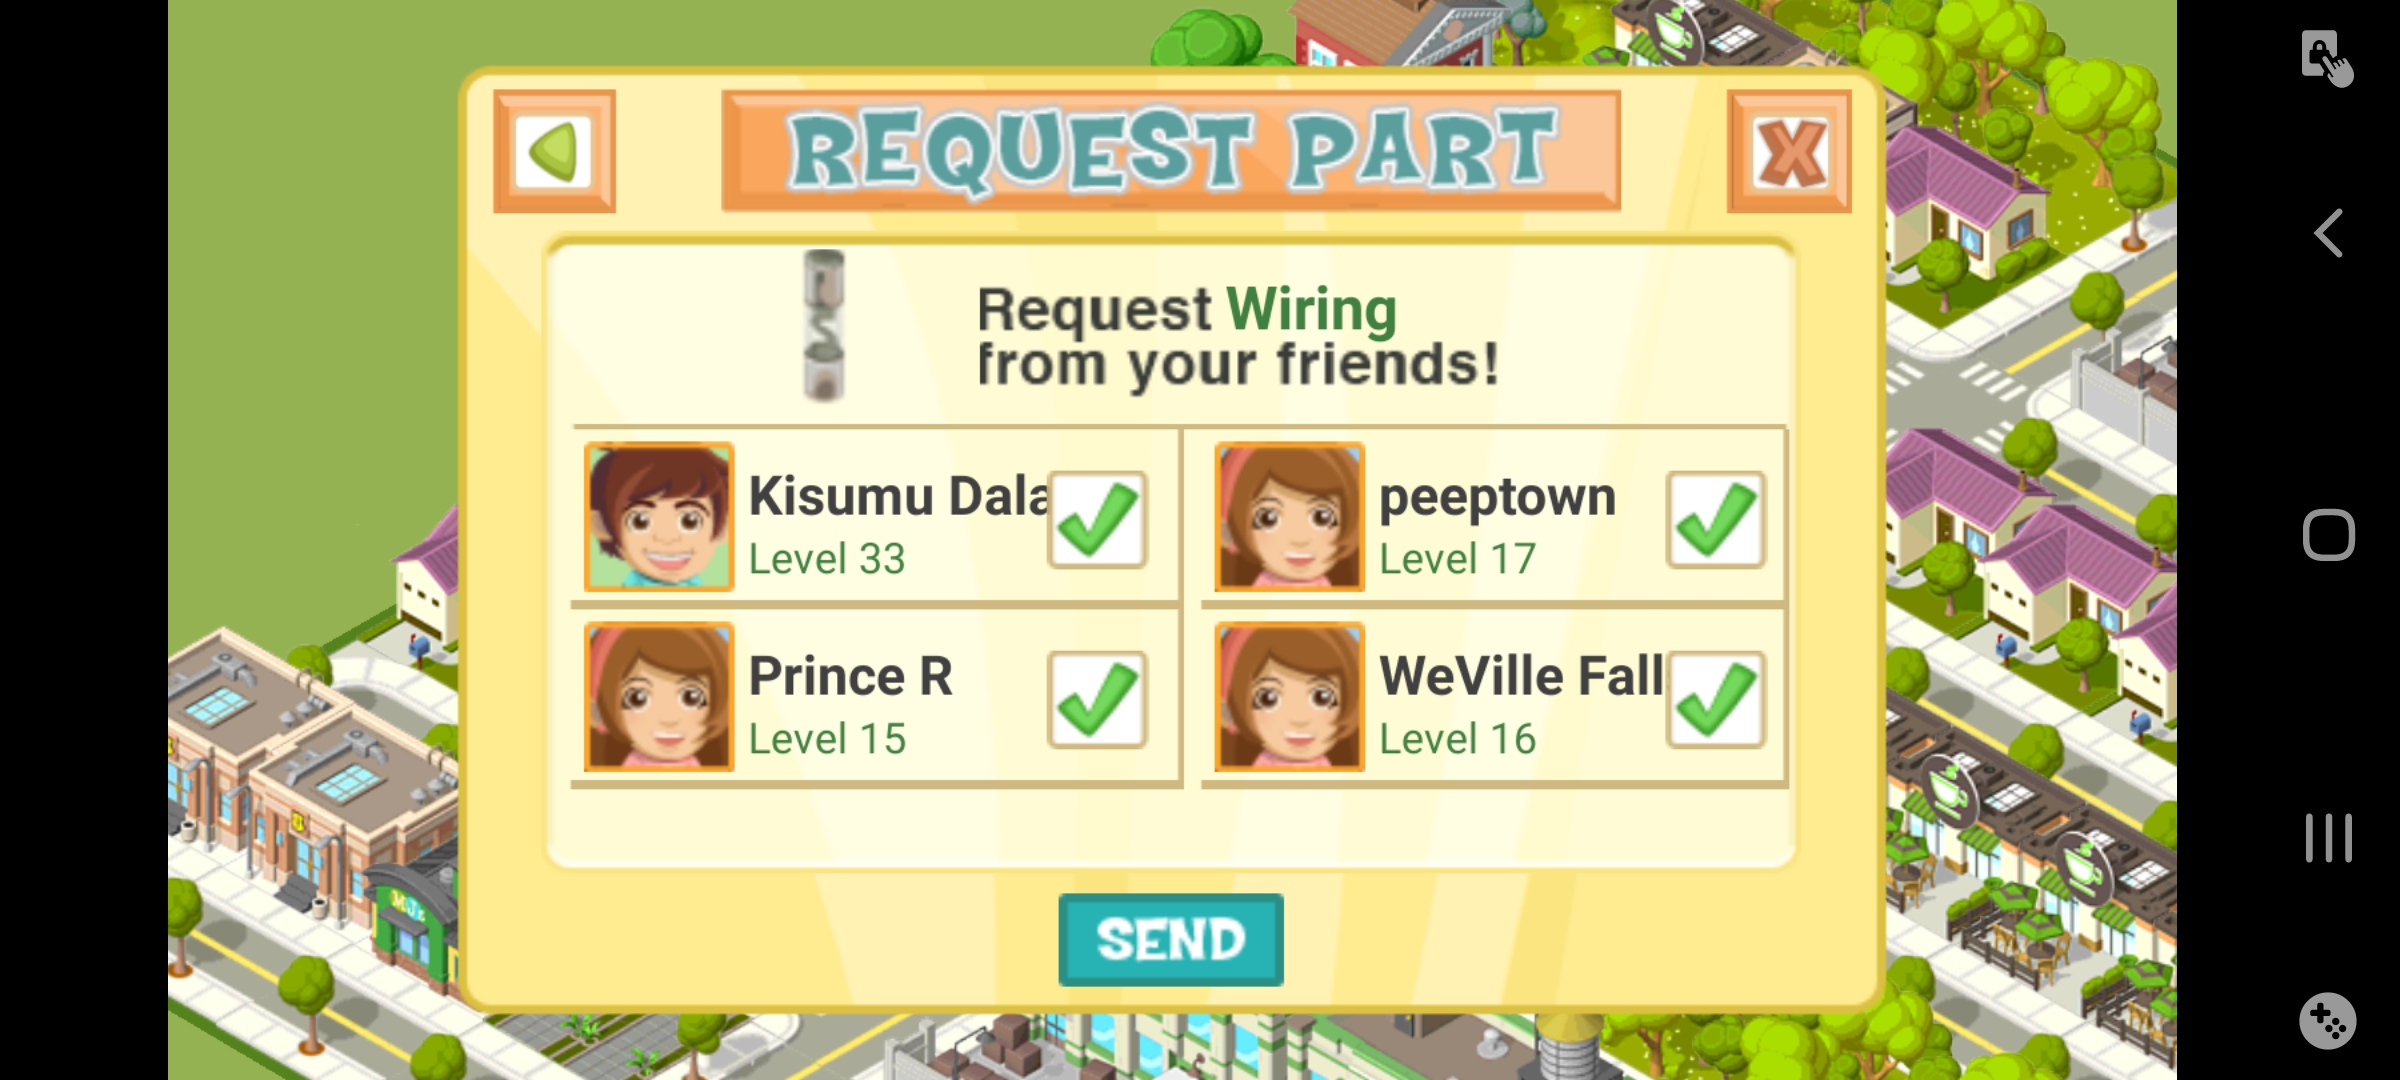 REQUEST PART
Request Wiring
from your friends!
Kisumu Dala
Level 33
peeptown
Level 17
Prince R
Level 15
WeVille Fall
Level 16
SEND